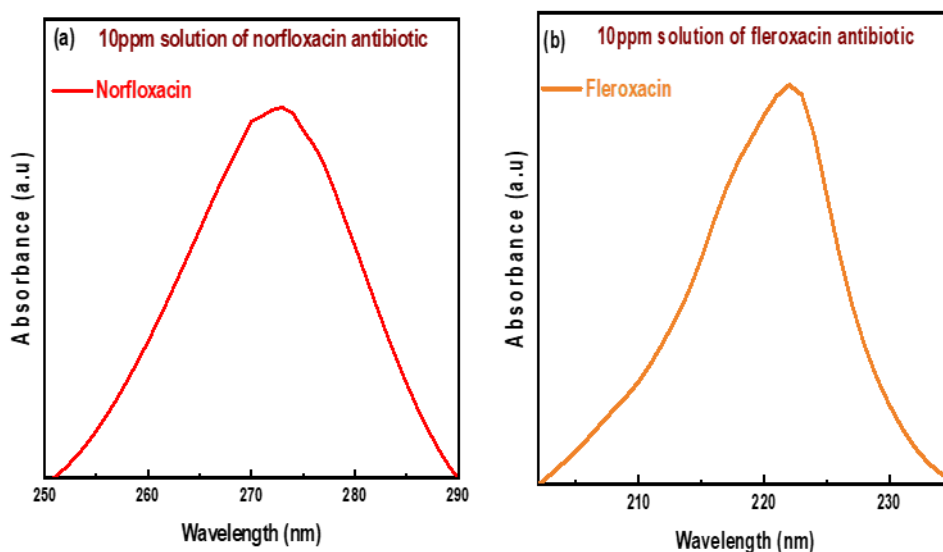 (a) 10ppm solution of norfloxacin antibiotic
Norfloxacin
Absorbance (a.u)
250 260 270 280 290
Wavelength (nm)
(b) 10ppm solution of fleroxacin antibiotic
Fleroxacin
Absorbance (a.u)
210 220 230
Wavelength (nm)